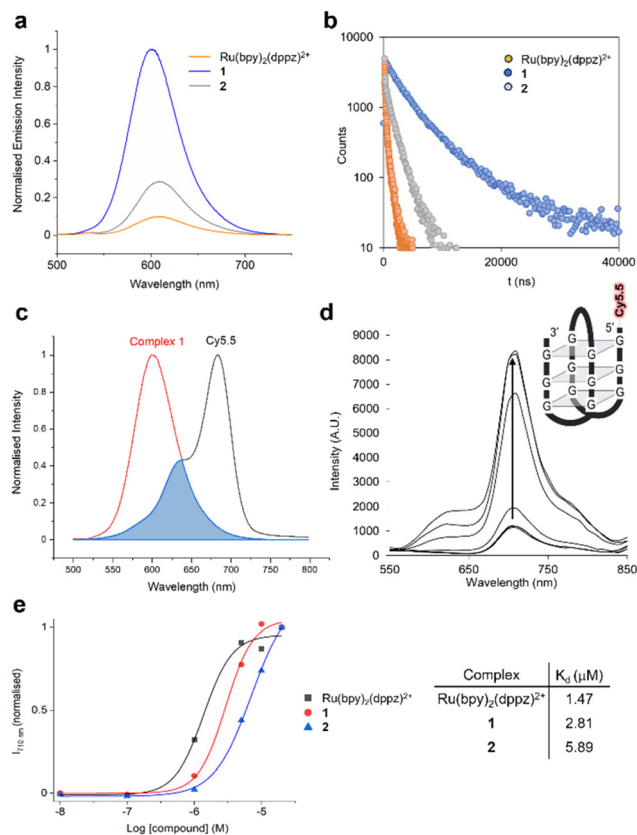 a
Normalised Emission Intensity
1
0.8
0.6
0.4
0.2
0
500
600
700
Wavelength (nm)
Ru(bpy)₂(dppz)²⁺
1
2
b
Counts
10000
1000
100
10
0
20000
40000
t (ns)
Ru(bpy)₂(dppz)²⁺
1
2
c
Complex 1
Cy5.5
Normalised Intensity
1
0.8
0.6
0.4
0.2
0
500
550
600
650
700
750
800
Wavelength (nm)
d
Intensity (A.U.)
9000
8000
7000
6000
5000
4000
3000
2000
1000
0
550
650
750
850
Wavelength (nm)
Cy5.5
3'
5'
G
G
G
G
G
G
G
G
G
G
G
G
e
I₇₁₀ ₙₘ (normalised)
1
0.5
0
-8
-7
-6
-5
Log [compound] (M)
Ru(bpy)₂(dppz)²⁺
1
2
Complex K_d (μM)
Ru(bpy)₂(dppz)²⁺ 1.47
1 2.81
2 5.89